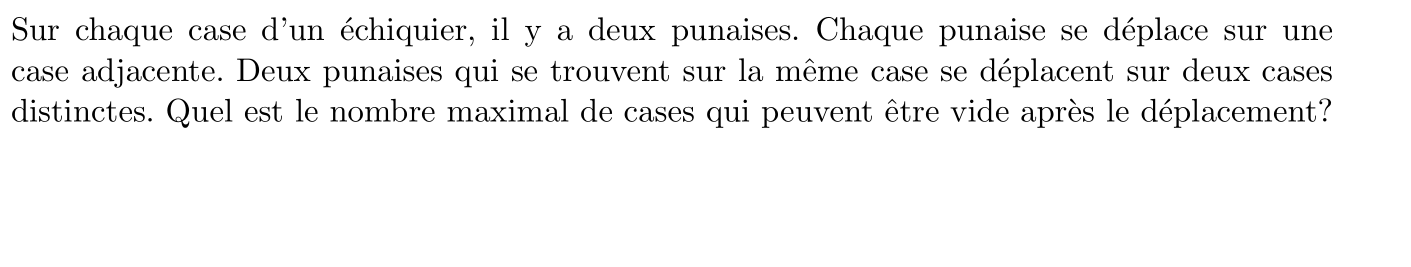 Sur chaque case d'un échiquier, il y a deux punaises. Chaque punaise se déplace sur une
case adjacente. Deux punaises qui se trouvent sur la même case se déplacent sur deux cases
distinctes. Quel est le nombre maximal de cases qui peuvent être vide après le déplacement?